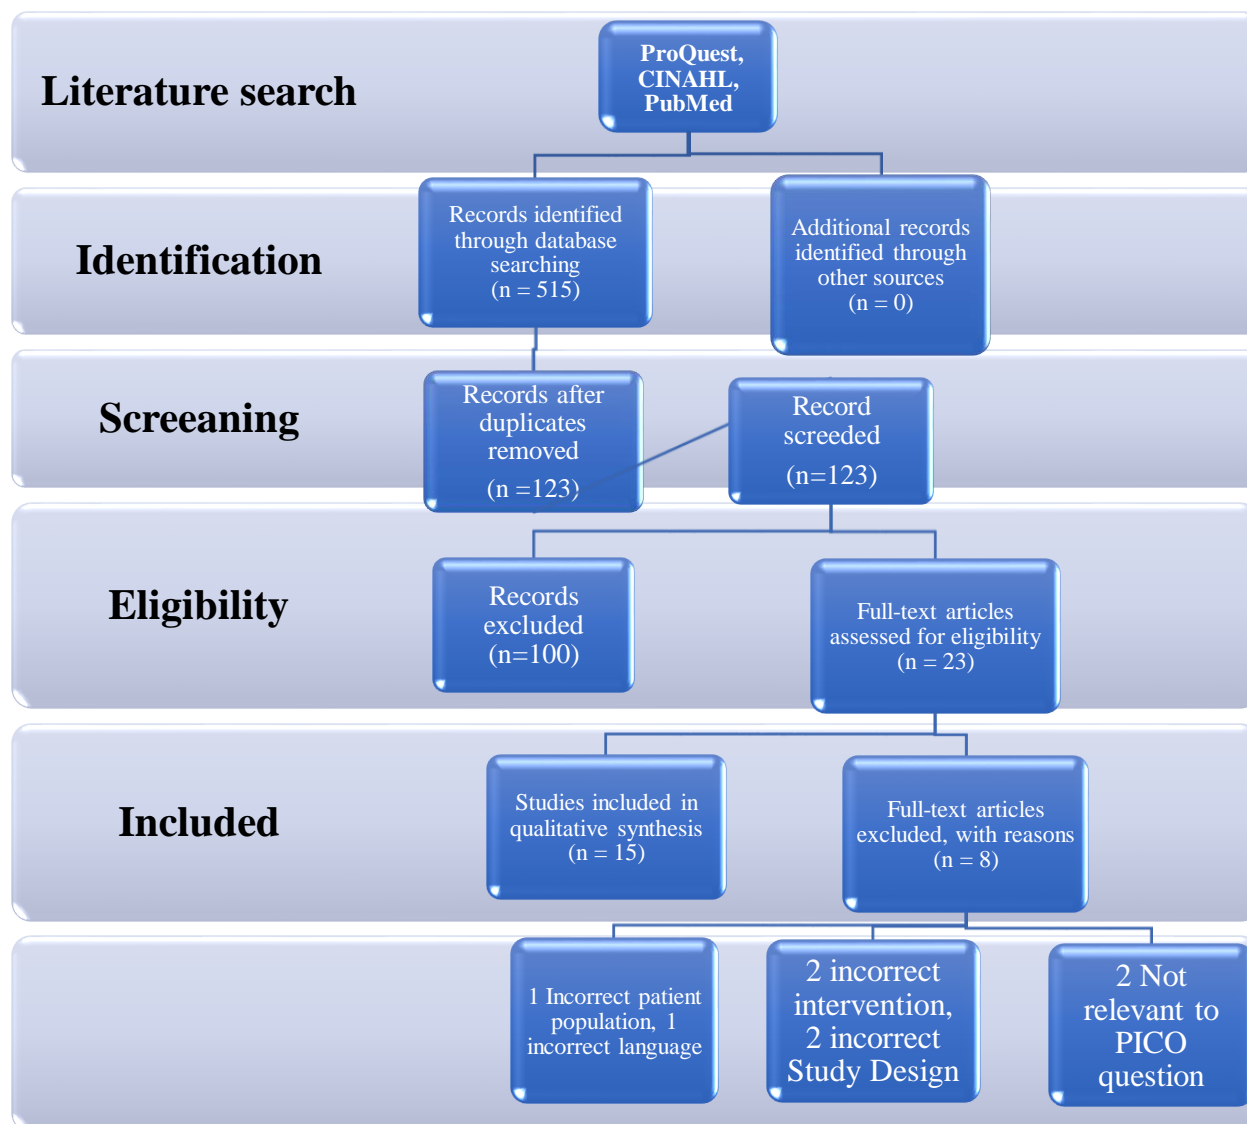 Literature search
ProQuest,
CINAHL,
PubMed
Identification
Records identified
through database
searching
(n = 515)
Additional records
identified through
other sources
(n = 0)
Screeaning
Records after
duplicates
removed
(n =123)
Record
screeded
(n=123)
Eligibility
Records
excluded
(n=100)
Full-text articles
assessed for eligibility
(n = 23)
Included
Studies included in
qualitative synthesis
(n = 15)
Full-text articles
excluded, with reasons
(n = 8)
1 Incorrect patient
population, 1
incorrect language
2 incorrect
intervention,
2 incorrect
Study Design
2 Not
relevant to
PICO
question